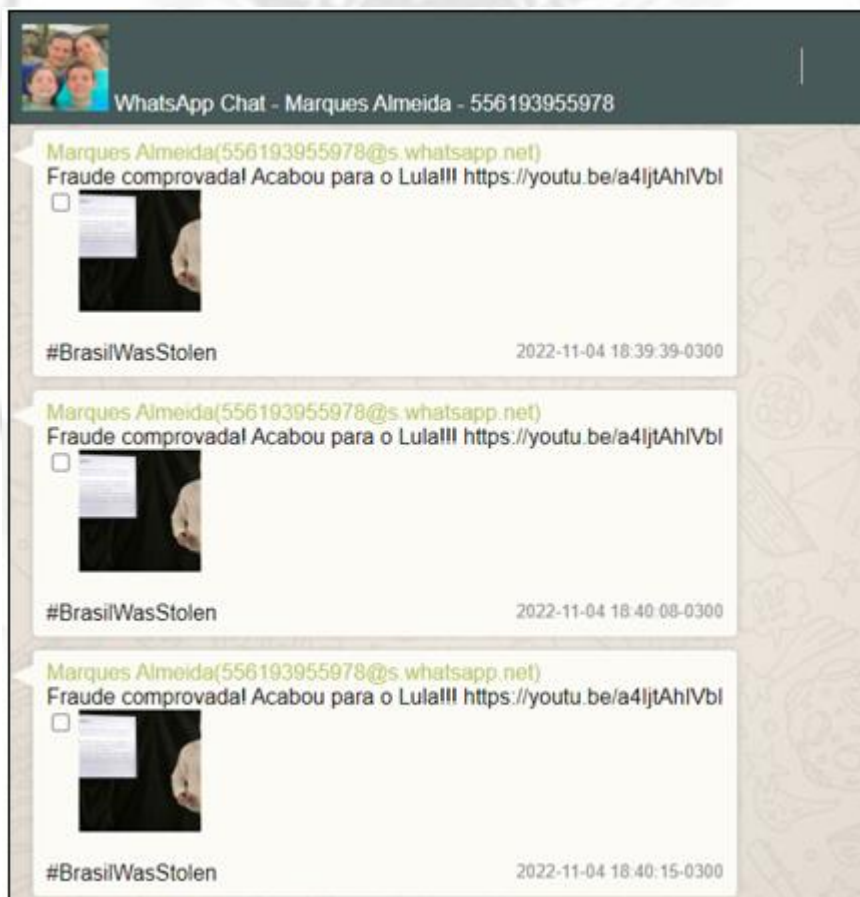 WhatsApp Chat - Marques Almeida - 556193955978
Marques Almeida(556193955978@s.whatsapp.net)
Fraude comprovada! Acabou para o Lula!!! https://youtu.be/a4IjtAhIVbI
#BrasilWasStolen
2022-11-04 18:39:39-0300
Marques Almeida(556193955978@s.whatsapp.net)
Fraude comprovada! Acabou para o Lula!!! https://youtu.be/a4IjtAhIVbI
#BrasilWasStolen
2022-11-04 18:40:08-0300
Marques Almeida(556193955978@s.whatsapp.net)
Fraude comprovada! Acabou para o Lula!!! https://youtu.be/a4IjtAhIVbI
#BrasilWasStolen
2022-11-04 18:40:15-0300